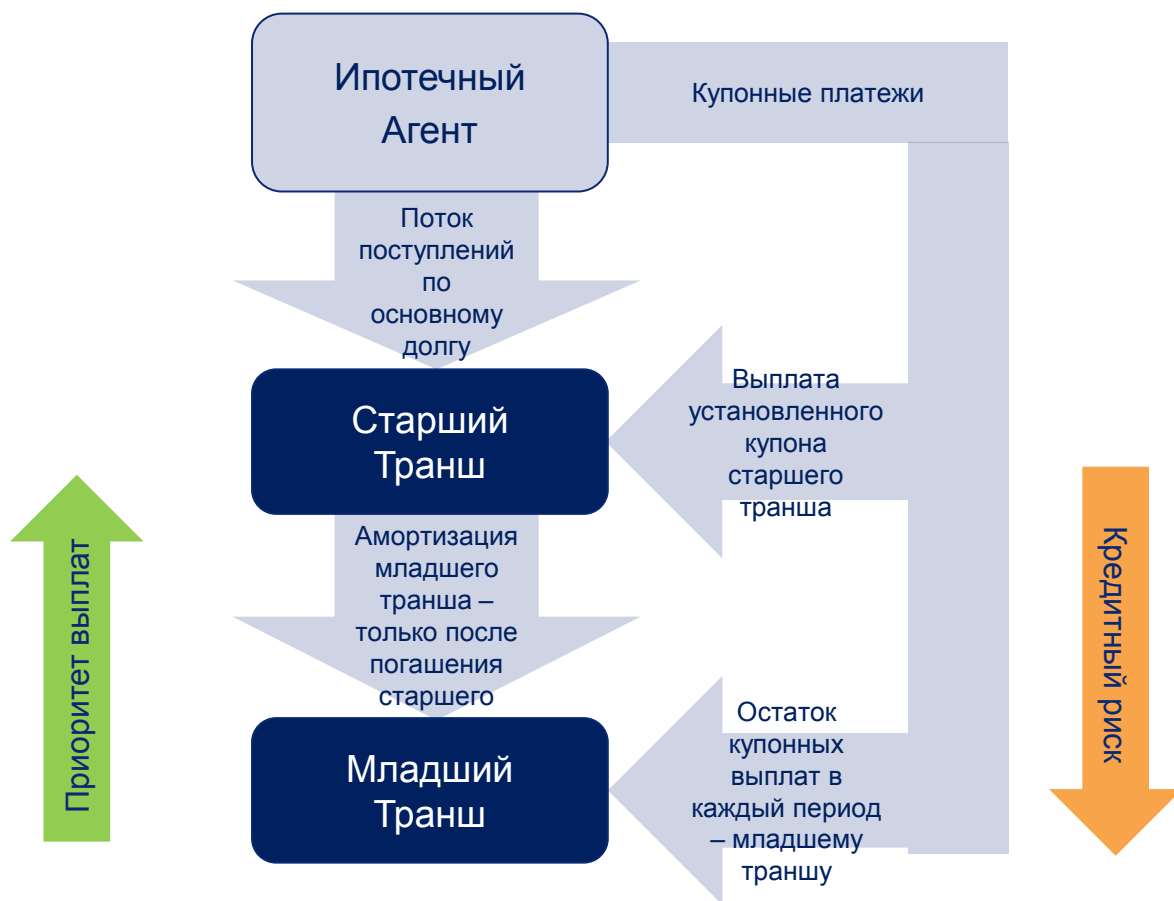 Ипотечный
Агент
Купонные платежи
Поток
поступлений
по
основному
долгу
Старший
Транш
Выплата
установленного
купона
старшего
транша
Амортизация
младшего
транша –
только после
погашения
старшего
Младший
Транш
Остаток
купонных
выплат в
каждый период
– младшему
траншу
Приоритет выплат
Кредитный риск